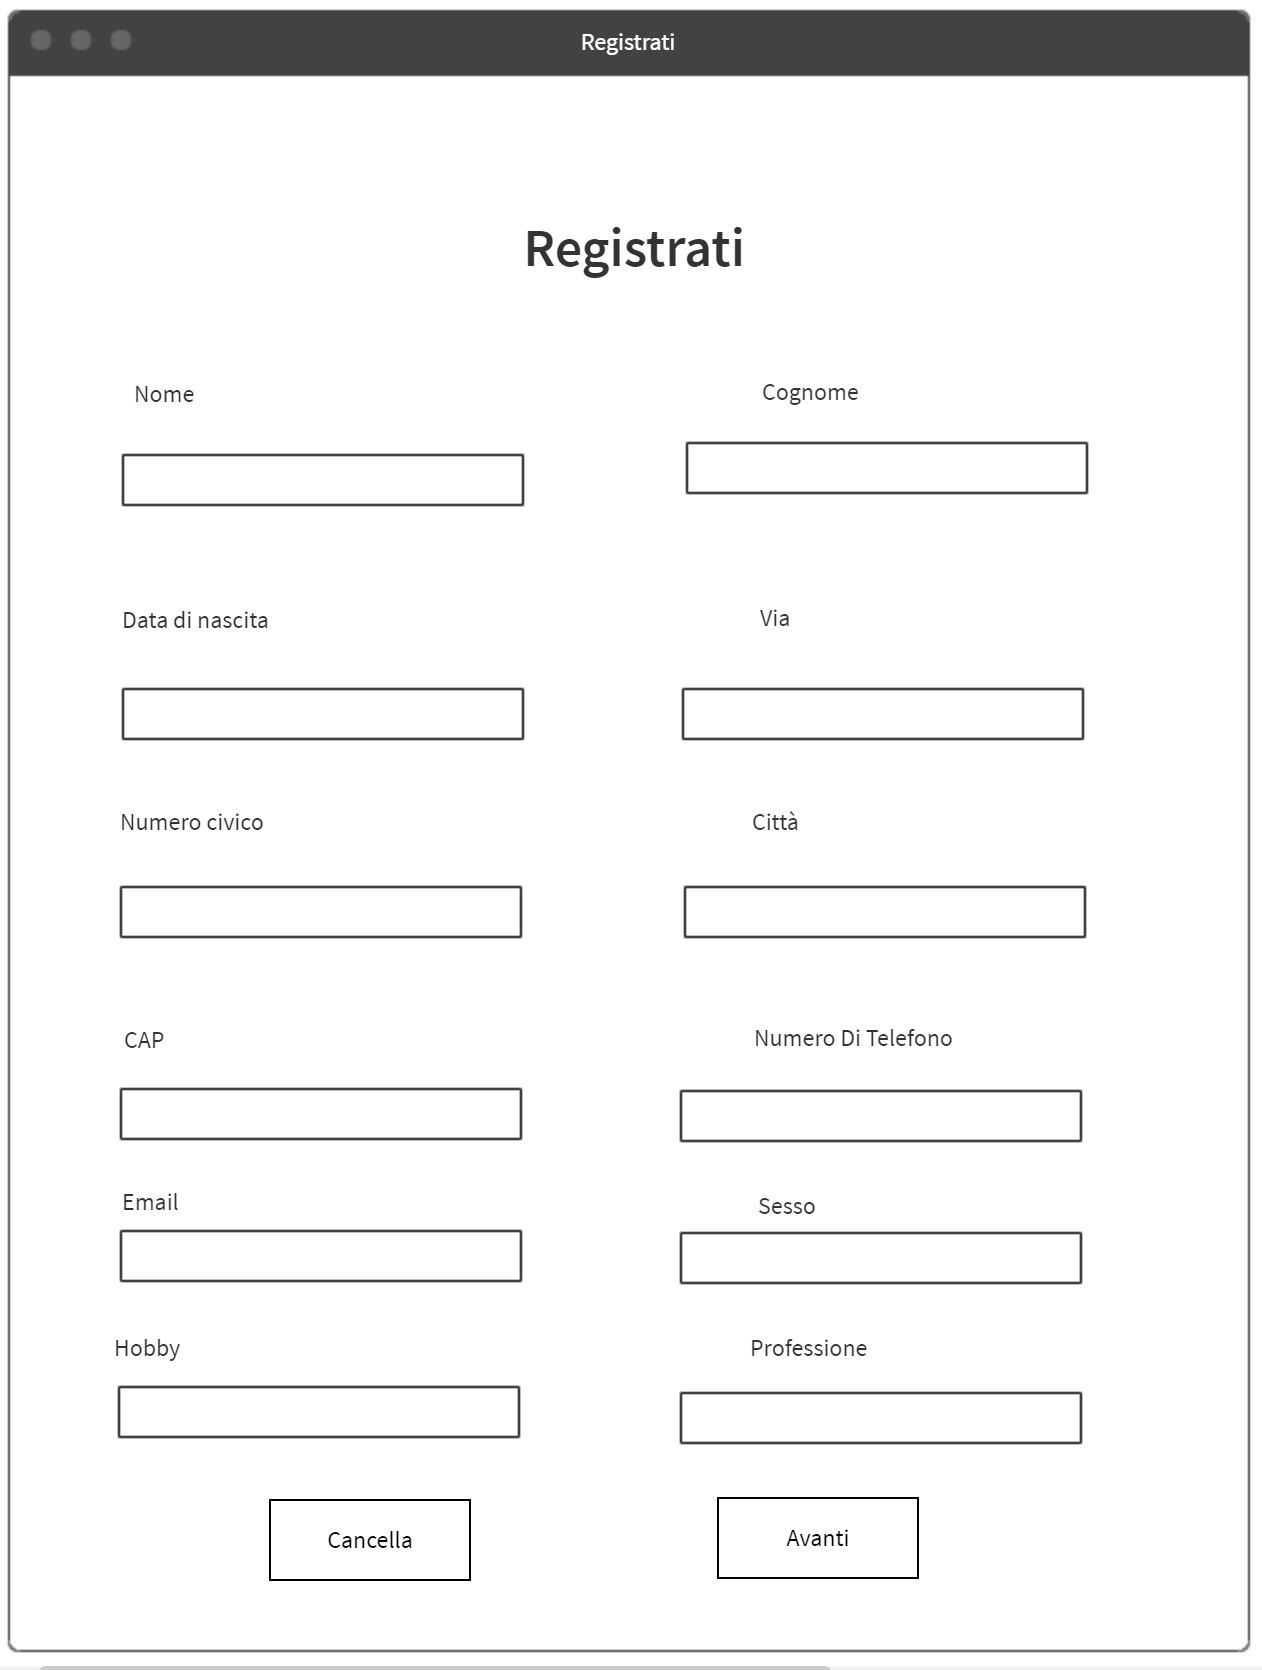 Registrati
Registrati
Nome
Cognome
Data di nascita
Via
Numero civico
Città
CAP
Numero Di Telefono
Email
Sesso
Hobby
Professione
Cancella
Avanti